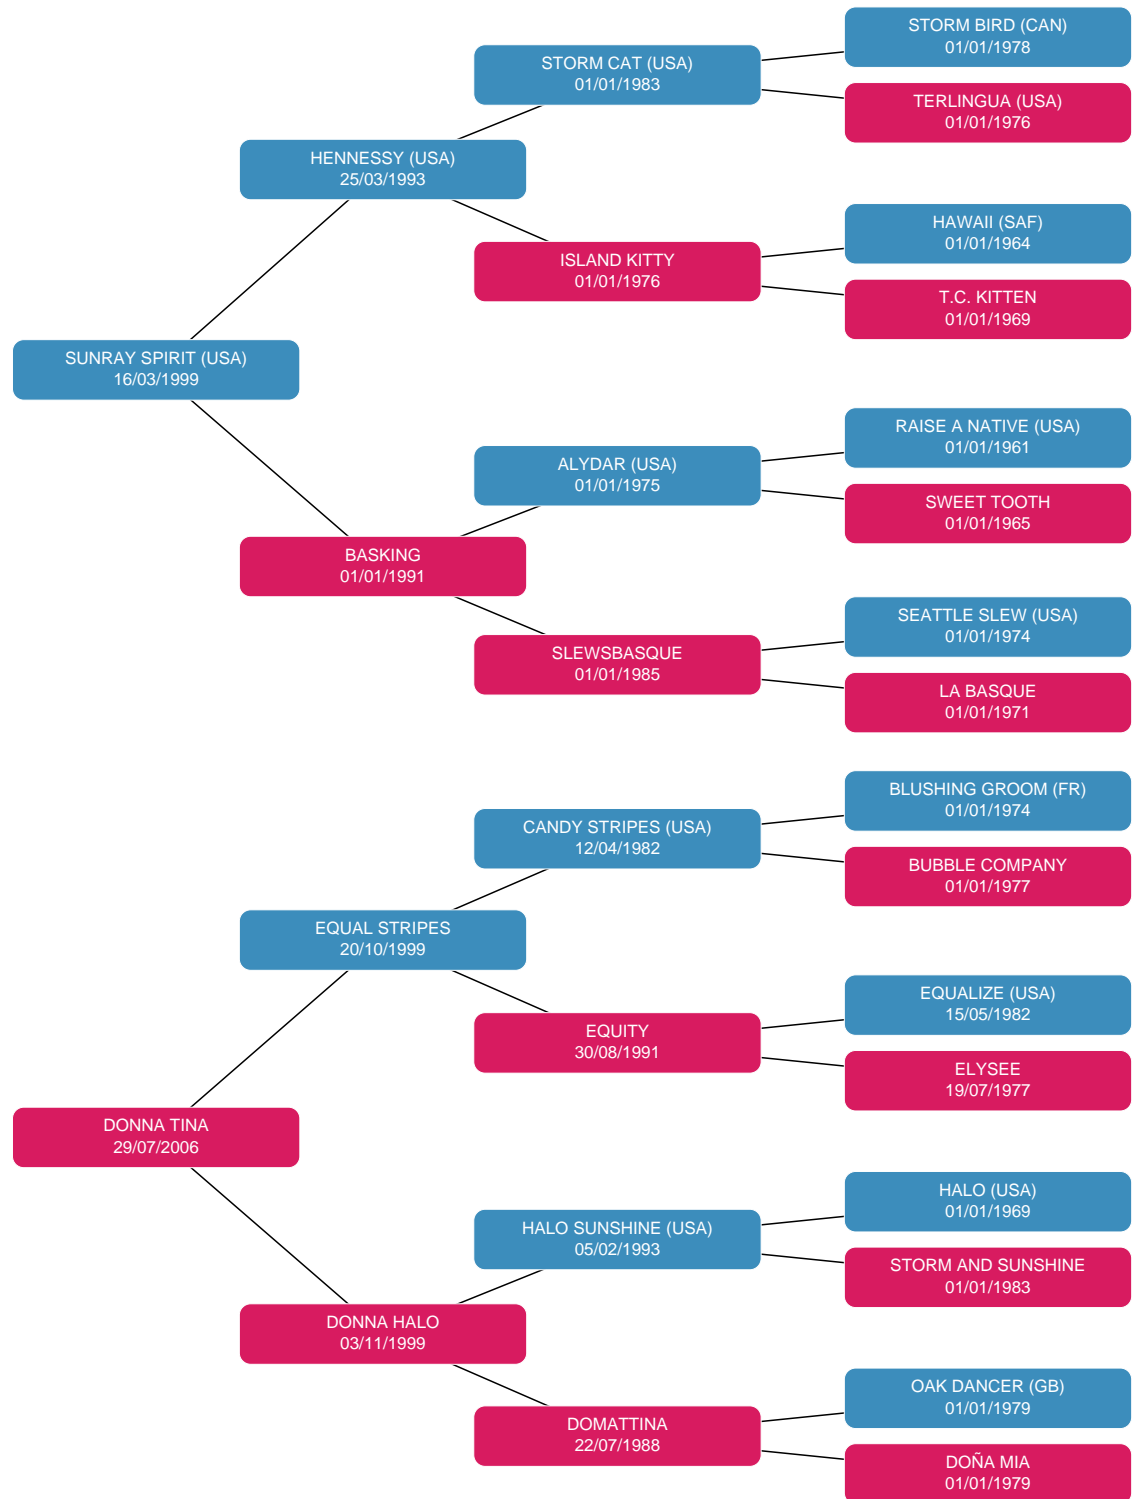 STORM BIRD (CAN)
01/01/1978
STORM CAT (USA)
01/01/1983
TERLINGUA (USA)
01/01/1976
HENNESSY (USA)
25/03/1993
HAWAII (SAF)
01/01/1964
ISLAND KITTY
01/01/1976
T.C. KITTEN
01/01/1969
SUNRAY SPIRIT (USA)
16/03/1999
RAISE A NATIVE (USA)
01/01/1961
ALYDAR (USA)
01/01/1975
SWEET TOOTH
01/01/1965
BASKING
01/01/1991
SEATTLE SLEW (USA)
01/01/1974
SLEWSBASQUE
01/01/1985
LA BASQUE
01/01/1971
BLUSHING GROOM (FR)
01/01/1974
CANDY STRIPES (USA)
12/04/1982
BUBBLE COMPANY
01/01/1977
EQUAL STRIPES
20/10/1999
EQUALIZE (USA)
15/05/1982
EQUITY
30/08/1991
ELYSEE
19/07/1977
DONNA TINA
29/07/2006
HALO (USA)
01/01/1969
HALO SUNSHINE (USA)
05/02/1993
STORM AND SUNSHINE
01/01/1983
DONNA HALO
03/11/1999
OAK DANCER (GB)
01/01/1979
DOMATTINA
22/07/1988
DOÑA MIA
01/01/1979